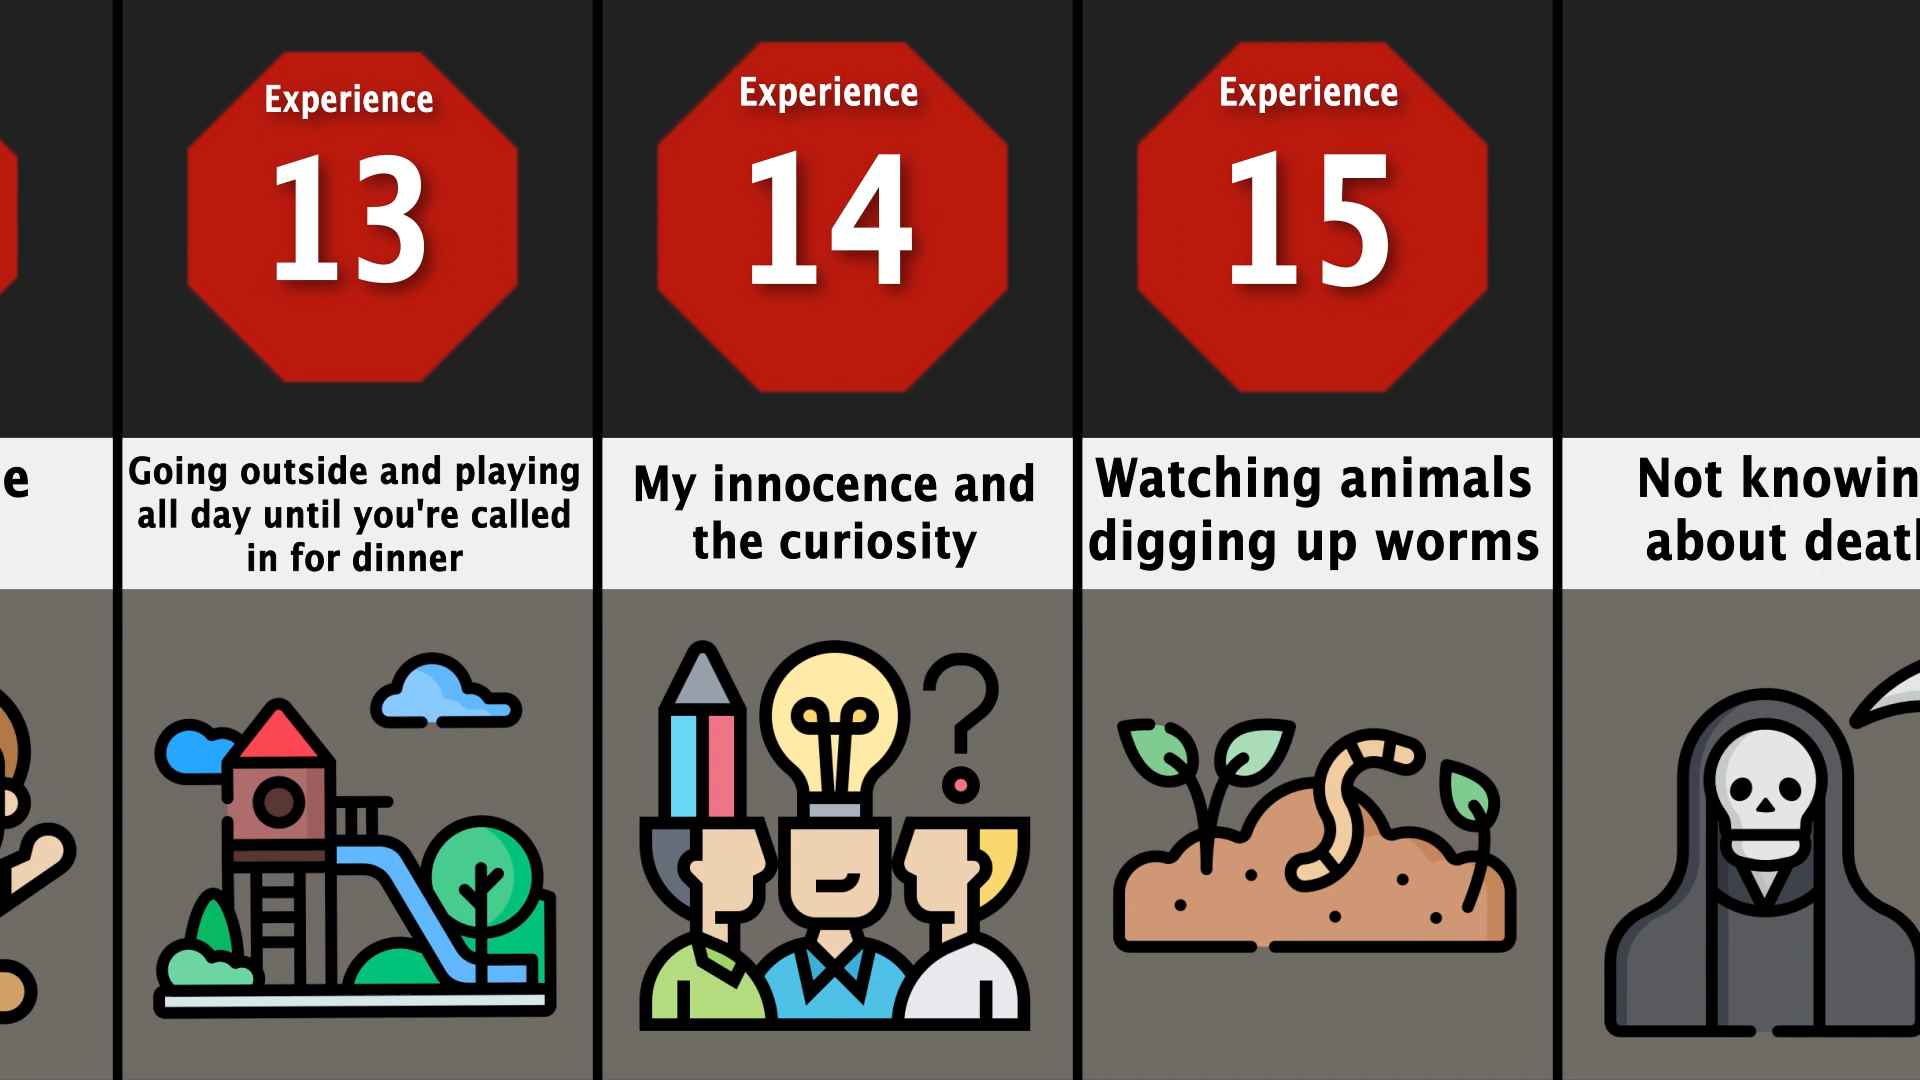 Experience
13
Going outside and playing
all day until you're called
in for dinner
Experience
14
My innocence and
the curiosity
Experience
15
Watching animals
digging up worms
Not knowin
about deat